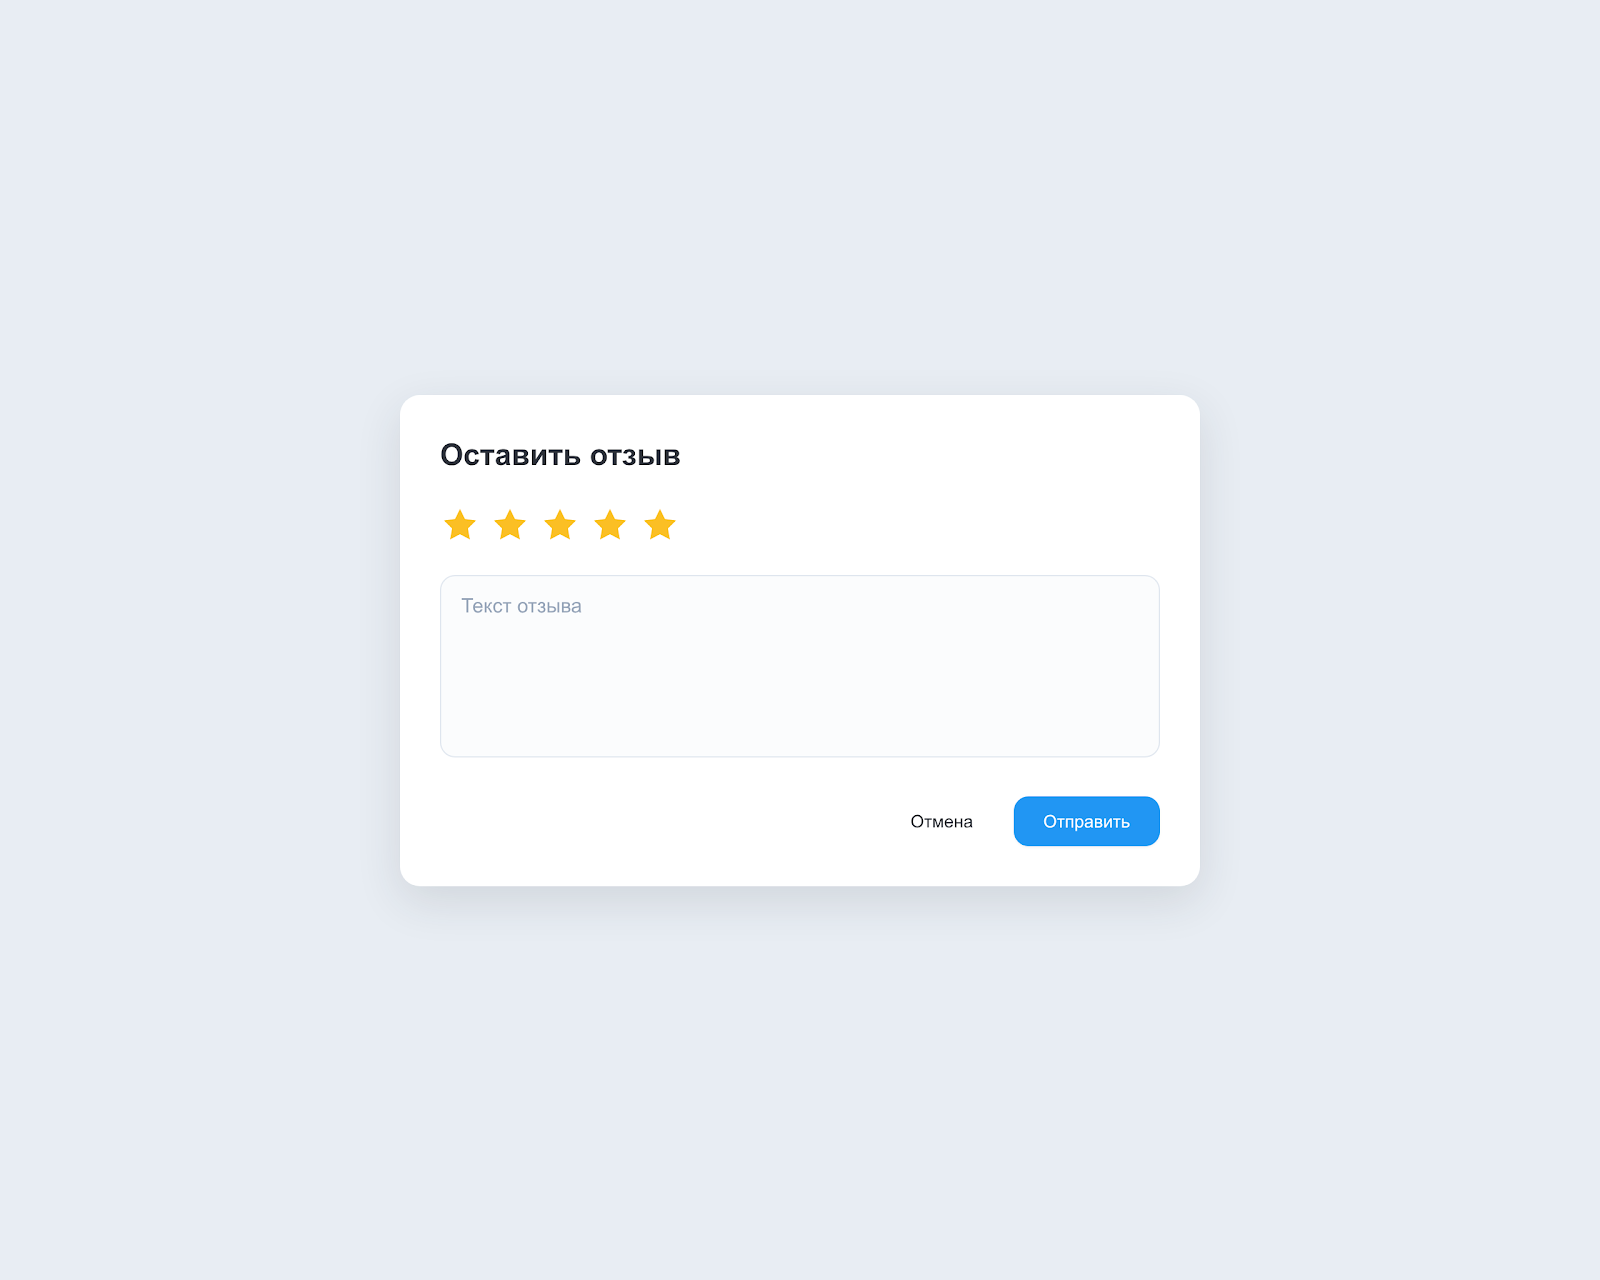 Оставить отзыв
Текст отзыва
Отмена
Отправить